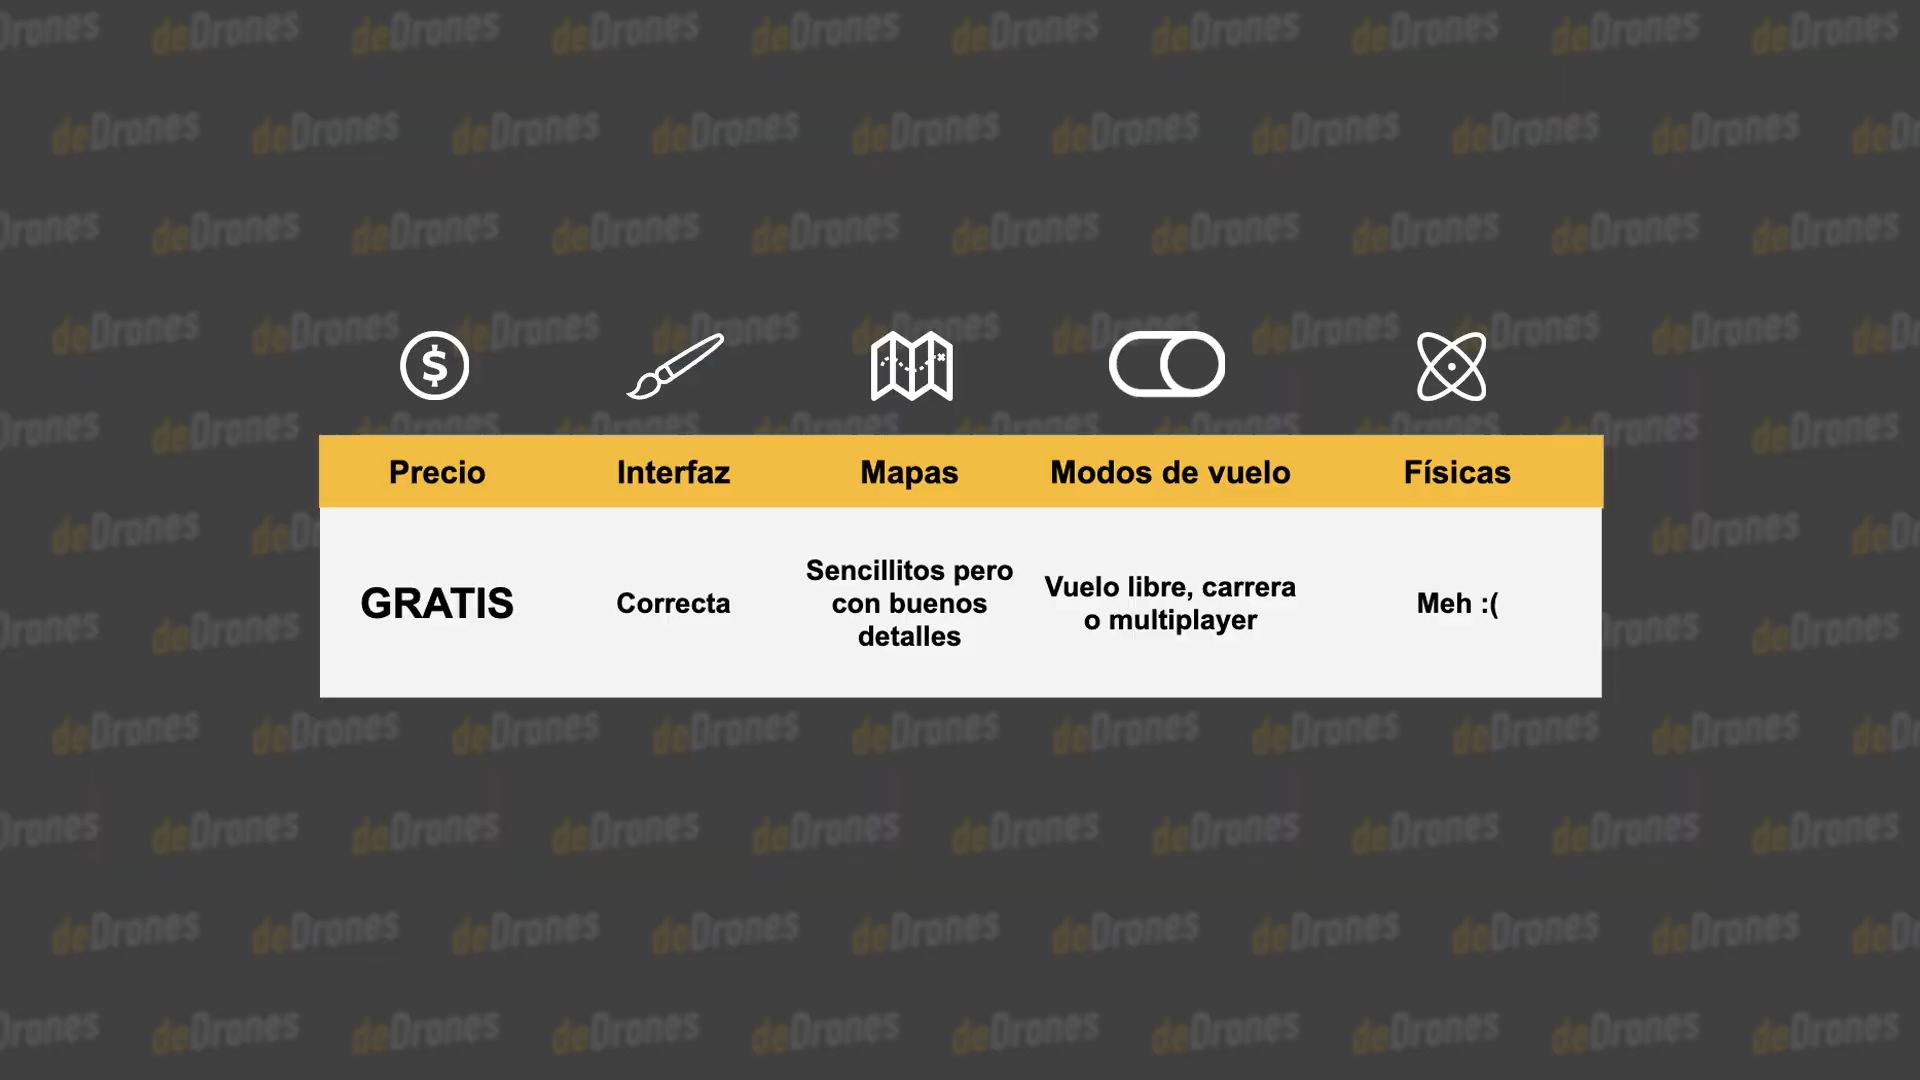 deDrones
Precio Interfaz Mapas Modos de vuelo Físicas
GRATIS
Correcta
Sencillitos pero
con buenos
detalles
Vuelo libre, carrera
o multiplayer
Meh :(